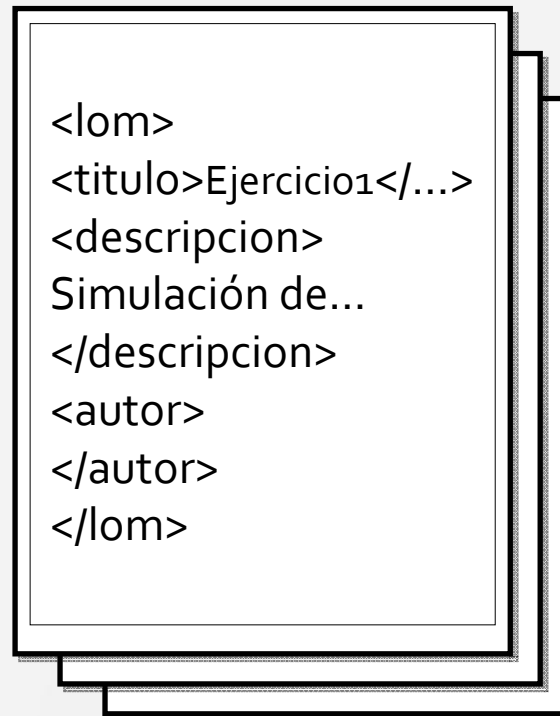 <lom>
<titulo>Ejercicio1</...>
<descripcion>
Simulación de...
</descripcion>
<autor>
</autor>
</lom>